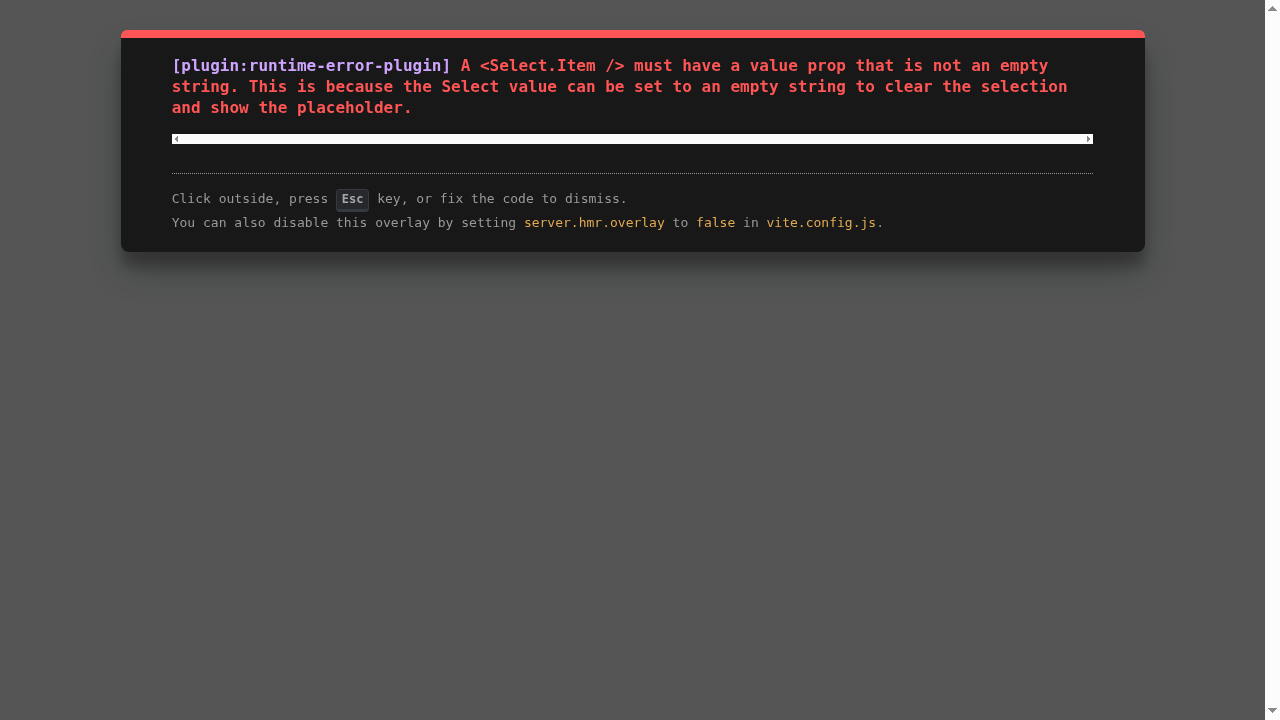 [plugin:runtime-error-plugin] A <Select.Item /> must have a value prop that is not an empty
string. This is because the Select value can be set to an empty string to clear the selection
and show the placeholder.
Click outside, press Esc key, or fix the code to dismiss.
You can also disable this overlay by setting server.hmr.overlay to false in vite.config.js.